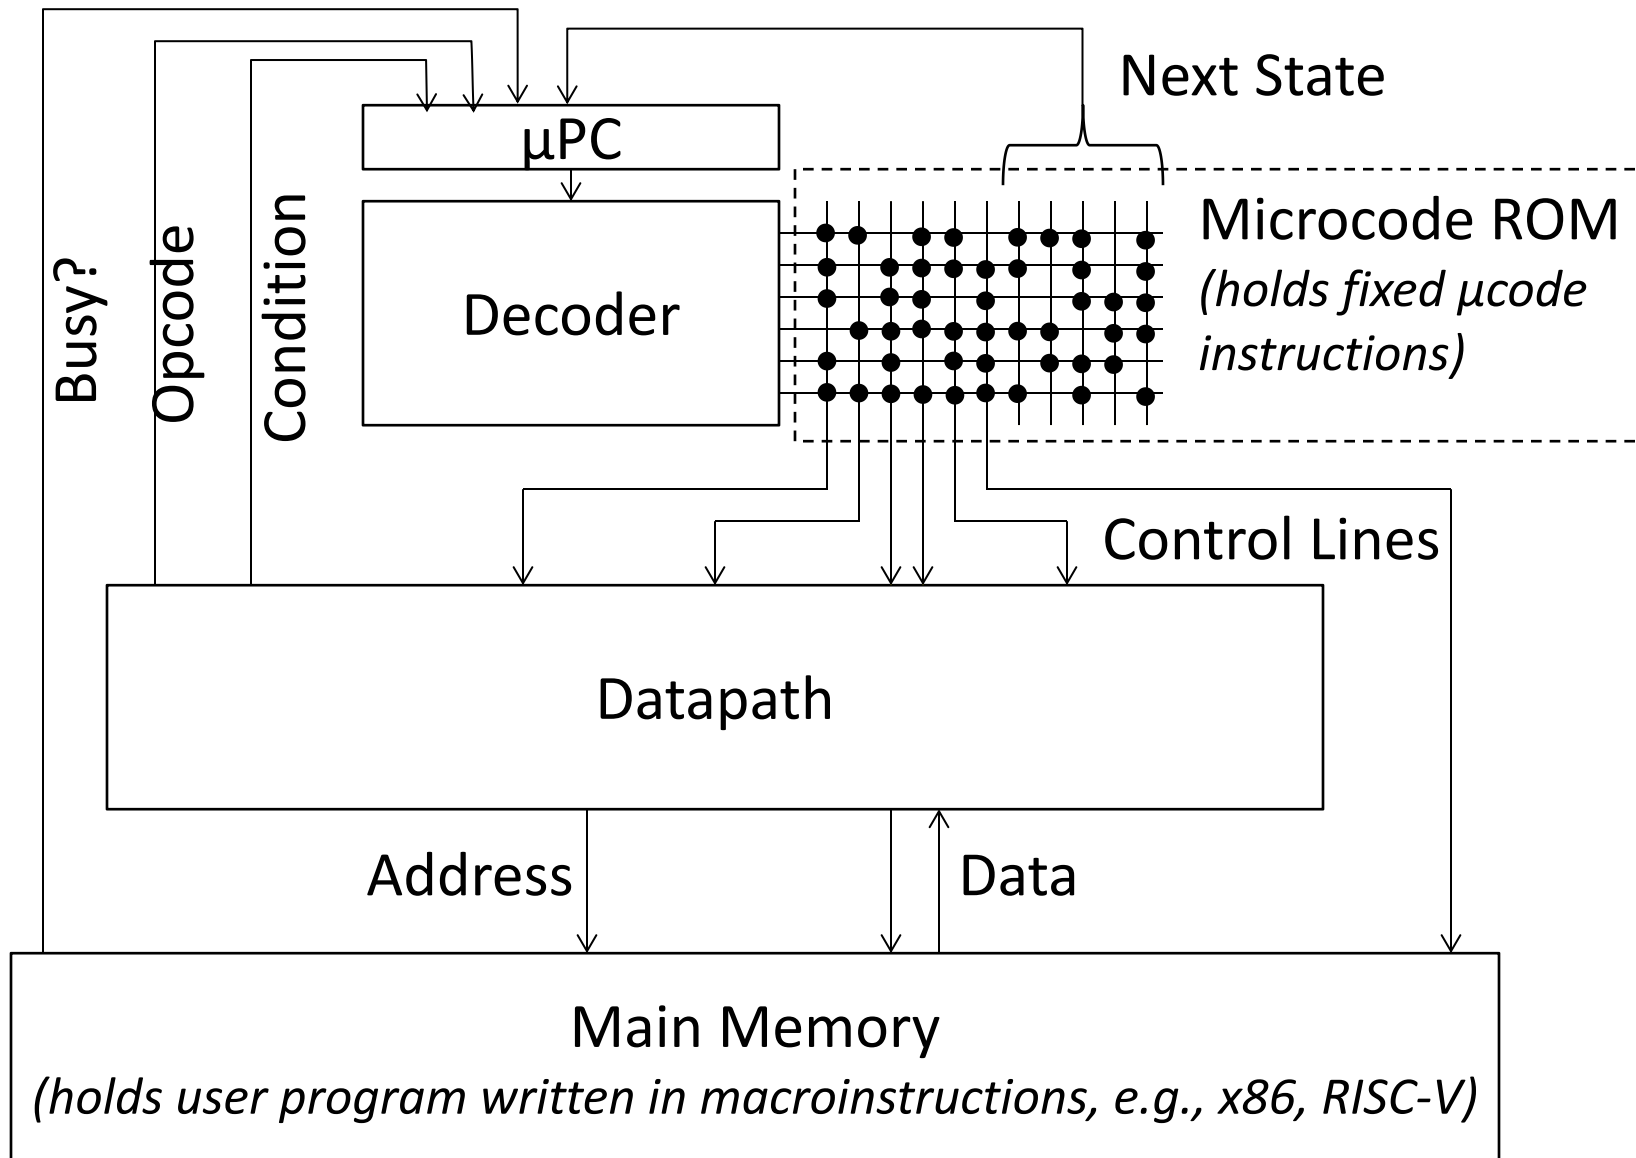 Next State
µPC
Microcode ROM
(holds fixed µcode
instructions)
Decoder
Busy?
Opcode
Condition
Control Lines
Datapath
Address
Data
Main Memory
(holds user program written in macroinstructions, e.g., x86, RISC-V)